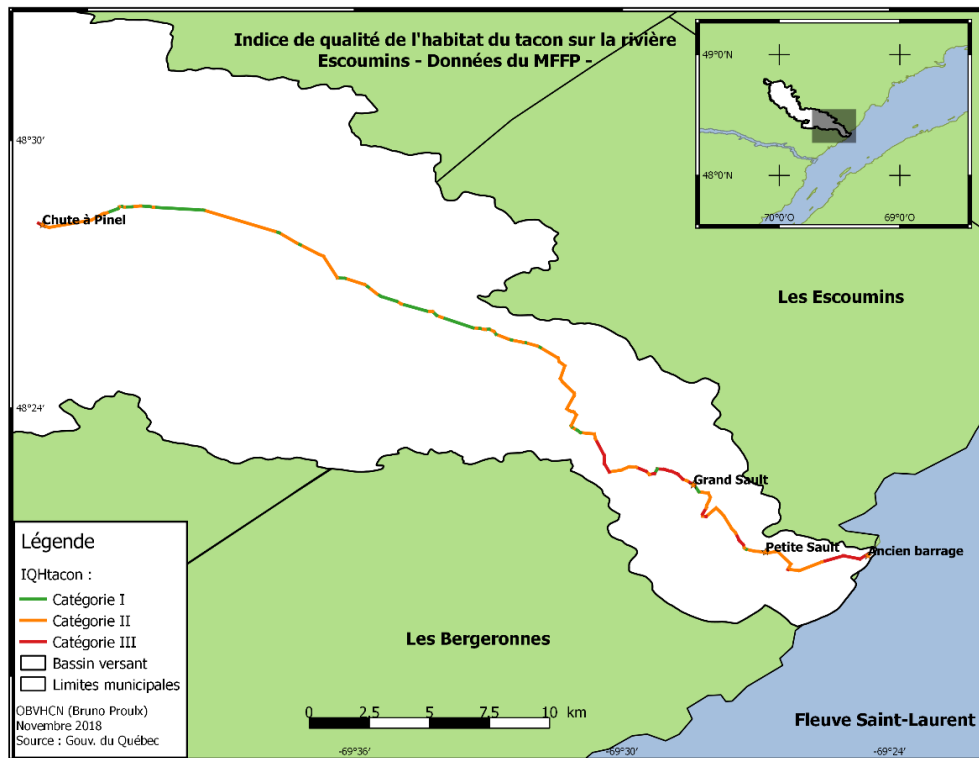 Indice de qualité de l'habitat du tacon sur la rivière
Escoumins - Données du MFFP -
49°0'N
48°0'N
70°0'O
69°0'O
48°30'
48°24'
Chute à Pinel
Les Escoumins
Grand Sault
Petite Sault
Ancien barrage
Les Bergeronnes
Fleuve Saint-Laurent
Légende
IQHtacon :
Catégorie I
Catégorie II
Catégorie III
Bassin versant
Limites municipales
OBVHCN (Bruno Proulx)
Novembre 2018
Source : Gouv. du Québec
0 2,5 5 7,5 10 km
-69°36'
-69°30'
-69°24'